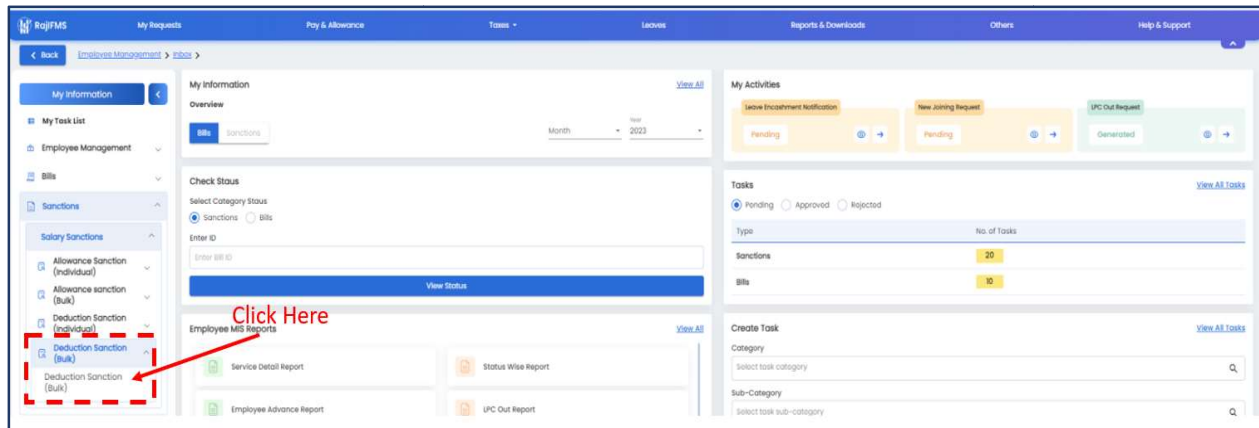 RajIFMS
My Requests
Pay & Allowance
Taxes
Leaves
Reports & Downloads
Others
Help & Support
Back
Employee Management > Inbox >
My Information
My Task List
Employee Management
Bills
Sanctions
Salary Sanctions
Allowance Sanction
(Individual)
Allowance sanction
(Bulk)
Deduction Sanction
(Individual)
Deduction Sanction
(Bulk)
Deduction Sanction
(Bulk)
My Information
View All
Overview
Bills
Sanctions
Month
Year
2023
Check Staus
Select Category Staus
Sanctions
Bills
Enter ID
Enter Bill ID
View Status
Click Here
Employee MIS Reports
View All
Service Detail Report
Status Wise Report
Employee Advance Report
LPC Out Report
My Activities
Leave Encashment Notification
Pending
New Joining Request
Pending
LPC Out Request
Generated
Tasks
View All Tasks
Pending
Approved
Rejected
Type
No. of Tasks
Sanctions
20
Bills
10
Create Task
View All Tasks
Category
Select task category
Sub-Category
Select task sub-category